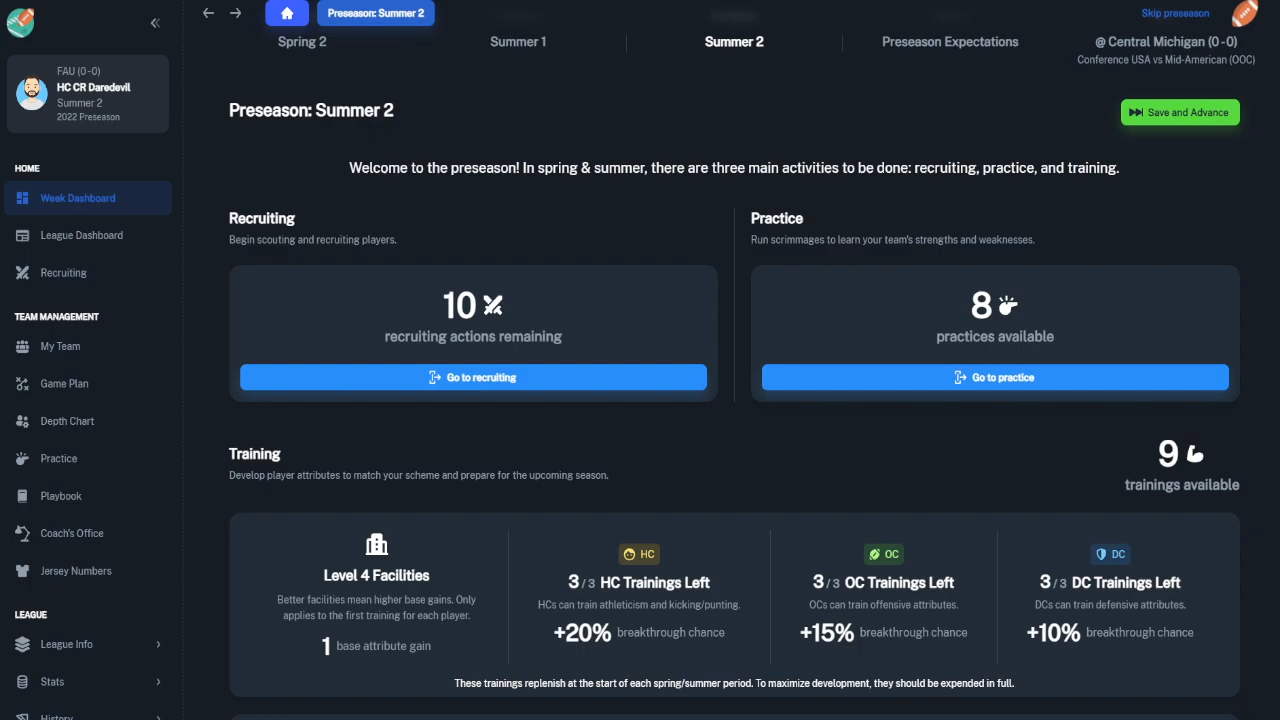 Preseason: Summer 2
Skip preseason
Spring 2
Summer 1
Summer 2
Preseason Expectations
@ Central Michigan (0-0)
Conference USA vs Mid-American (OOC)
FAU (0-0)
HC CR Daredevil
Summer 2
2022 Preseason
HOME
Week Dashboard
League Dashboard
Recruiting
TEAM MANAGEMENT
My Team
Game Plan
Depth Chart
Practice
Playbook
Coach's Office
Jersey Numbers
LEAGUE
League Info
Stats
History
Preseason: Summer 2
Save and Advance
Welcome to the preseason! In spring & summer, there are three main activities to be done: recruiting, practice, and training.
Recruiting
Begin scouting and recruiting players.
10
recruiting actions remaining
Go to recruiting
Practice
Run scrimmages to learn your team's strengths and weaknesses.
8
practices available
Go to practice
Training
Develop player attributes to match your scheme and prepare for the upcoming season.
9
trainings available
Level 4 Facilities
Better facilities mean higher base gains. Only
applies to the first training for each player.
1 base attribute gain
HC
3 / 3 HC Trainings Left
HCs can train athleticism and kicking/punting.
+20% breakthrough chance
OC
3 / 3 OC Trainings Left
OCs can train offensive attributes.
+15% breakthrough chance
DC
3 / 3 DC Trainings Left
DCs can train defensive attributes.
+10% breakthrough chance
These trainings replenish at the start of each spring/summer period. To maximize development, they should be expended in full.